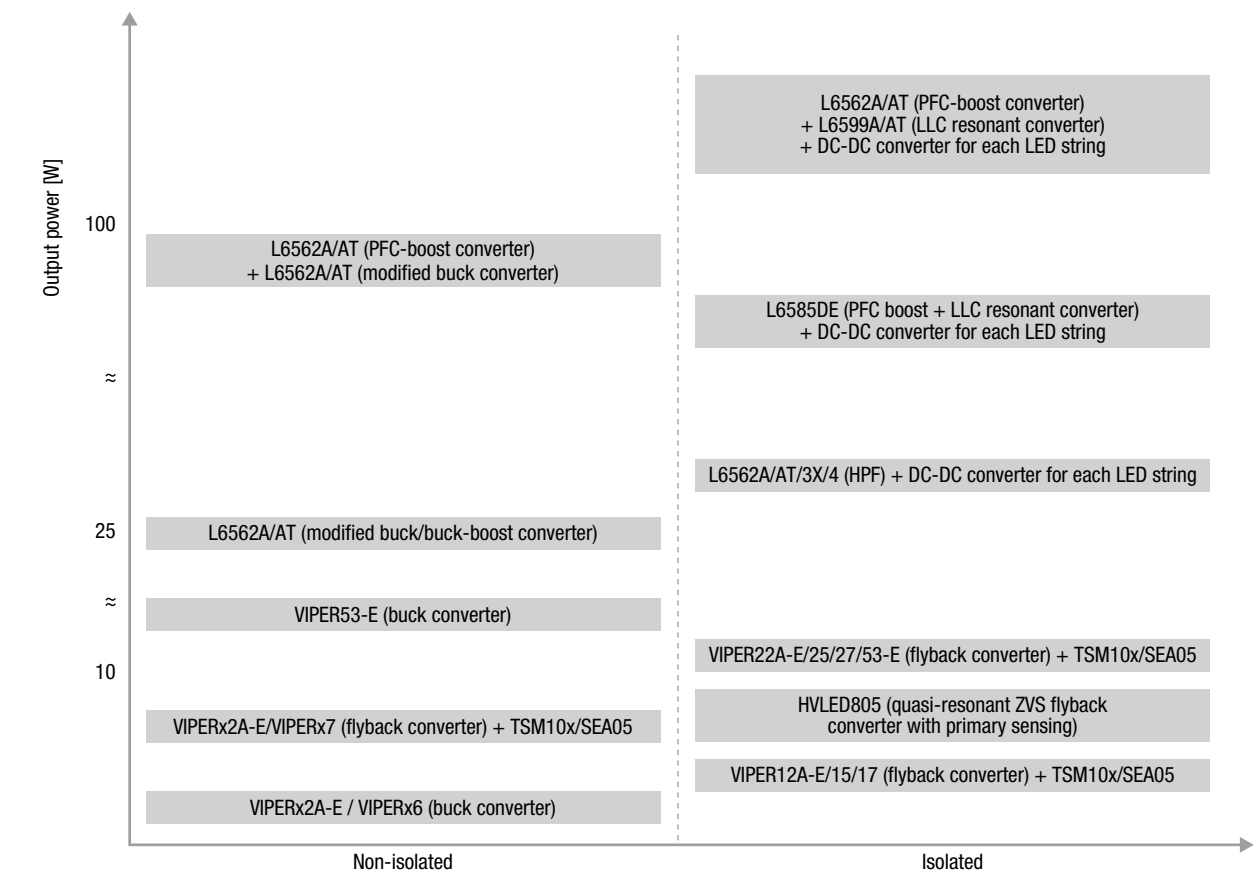 Output power [W]
100
≈
25
≈
10
L6562A/AT (PFC-boost converter)
+ L6562A/AT (modified buck converter)
L6562A/AT (modified buck/buck-boost converter)
VIPER53-E (buck converter)
VIPERx2A-E/VIPERx7 (flyback converter) + TSM10x/SEA05
VIPERx2A-E / VIPERx6 (buck converter)
L6562A/AT (PFC-boost converter)
+ L6599A/AT (LLC resonant converter)
+ DC-DC converter for each LED string
L6585DE (PFC boost + LLC resonant converter)
+ DC-DC converter for each LED string
L6562A/AT/3X/4 (HPF) + DC-DC converter for each LED string
VIPER22A-E/25/27/53-E (flyback converter) + TSM10x/SEA05
HVLED805 (quasi-resonant ZVS flyback
converter with primary sensing)
VIPER12A-E/15/17 (flyback converter) + TSM10x/SEA05
Non-isolated
Isolated